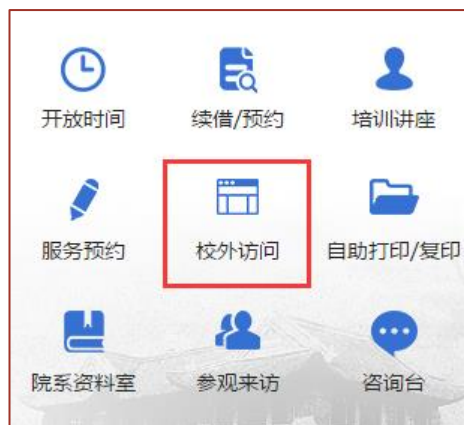 开放时间 续借/预约 培训讲座
服务预约 校外访问 自助打印/复印
院系资料室 参观来访 咨询台